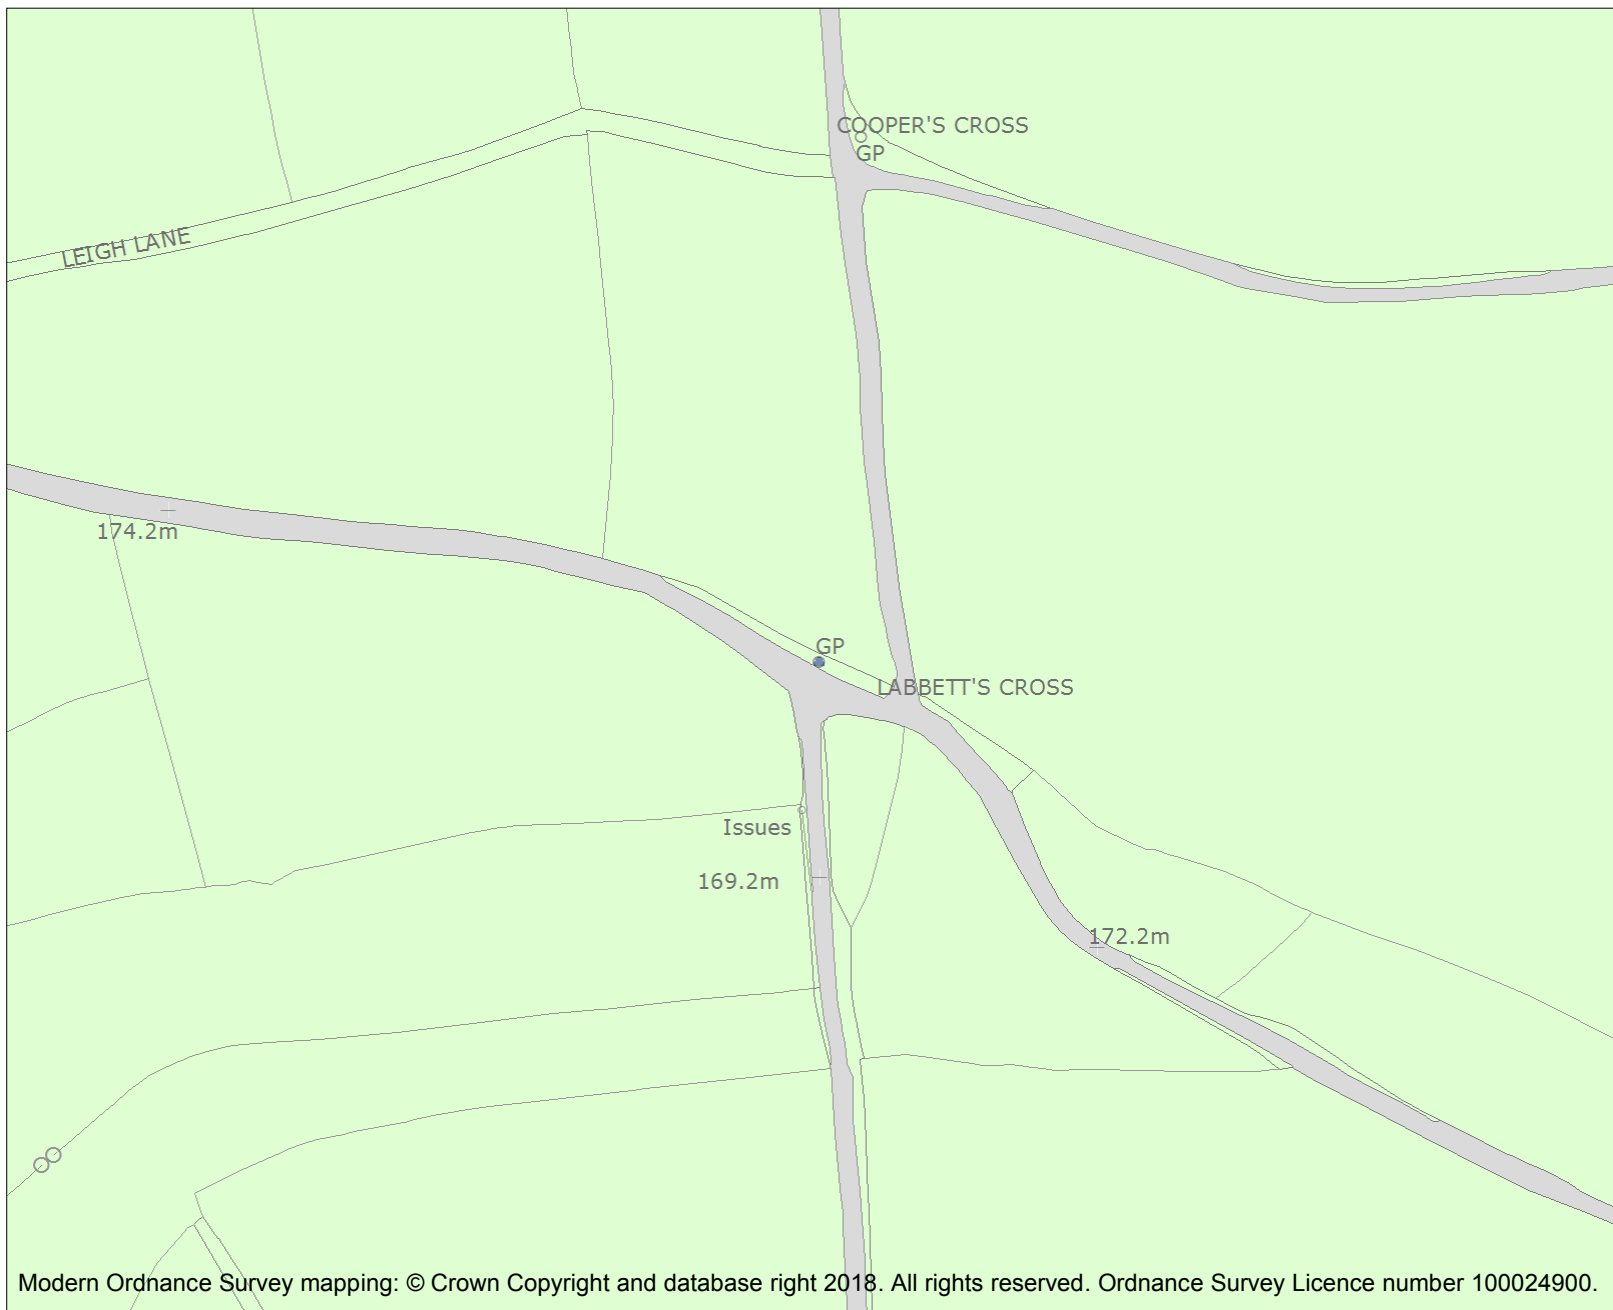 COOPER'S CROSS
GP
LEIGH LANE
174.2m
GP
LABBETT'S CROSS
Issues
169.2m
172.2m
Modern Ordnance Survey mapping: © Crown Copyright and database right 2018. All rights reserved. Ordnance Survey Licence number 100024900.